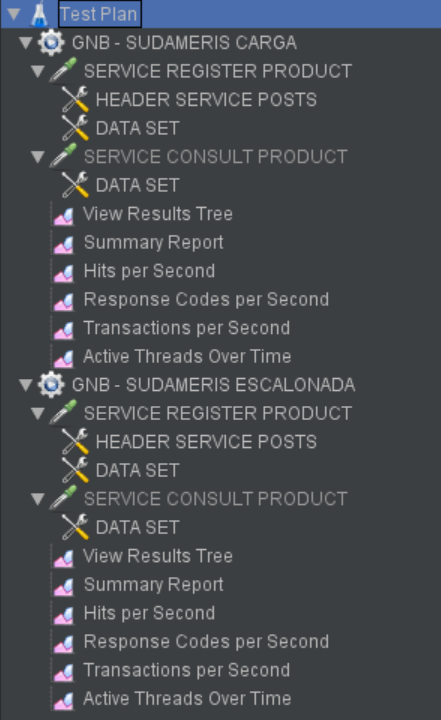 Test Plan
GNB - SUDAMERIS CARGA
SERVICE REGISTER PRODUCT
HEADER SERVICE POSTS
DATA SET
SERVICE CONSULT PRODUCT
DATA SET
View Results Tree
Summary Report
Hits per Second
Response Codes per Second
Transactions per Second
Active Threads Over Time
GNB - SUDAMERIS ESCALONADA
SERVICE REGISTER PRODUCT
HEADER SERVICE POSTS
DATA SET
SERVICE CONSULT PRODUCT
DATA SET
View Results Tree
Summary Report
Hits per Second
Response Codes per Second
Transactions per Second
Active Threads Over Time